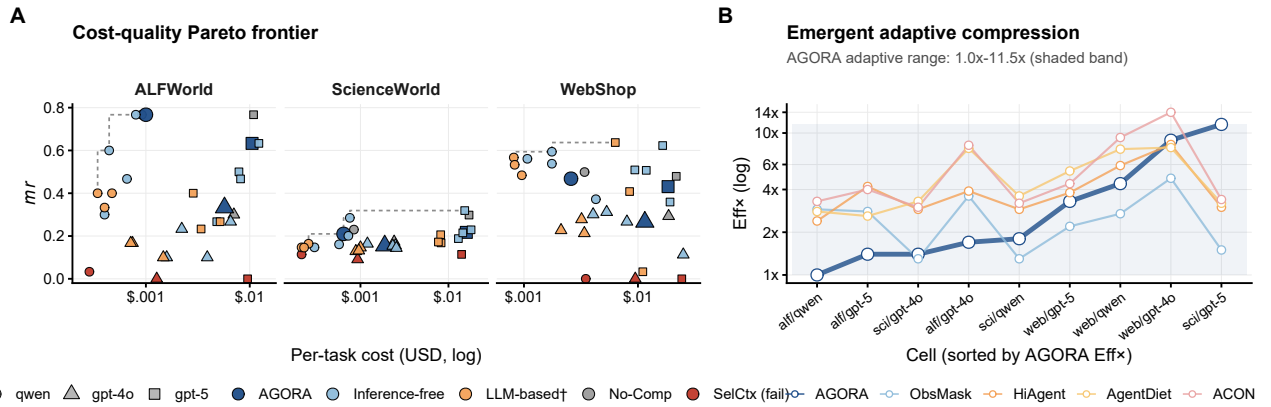 A
Cost-quality Pareto frontier
ALFWorld
ScienceWorld
WebShop
mr
0.8
0.6
0.4
0.2
0.0
$.001
$.01
$.001
$.01
$.001
$.01
Per-task cost (USD, log)
qwen
gpt-4o
gpt-5
AGORA
Inference-free
LLM-based†
No-Comp
SelCtx (fail)
B
Emergent adaptive compression
AGORA adaptive range: 1.0x-11.5x (shaded band)
Eff× (log)
14x
10x
6x
4x
2x
1x
alf/qwen
alf/gpt-5
sci/gpt-4o
alf/gpt-4o
sci/qwen
web/gpt-5
web/qwen
web/gpt-4o
sci/gpt-5
Cell (sorted by AGORA Eff×)
AGORA
ObsMask
HiAgent
AgentDiet
ACON